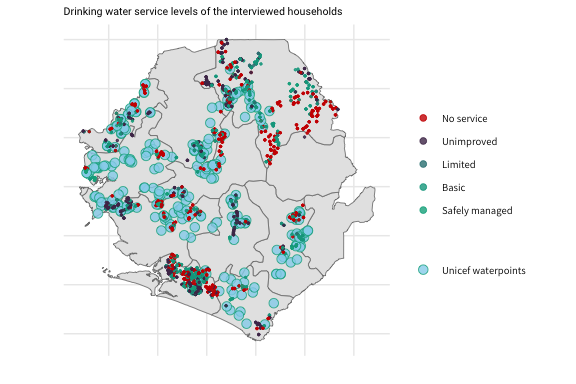 Drinking water service levels of the interviewed households
No service
Unimproved
Limited
Basic
Safely managed
Unicef waterpoints